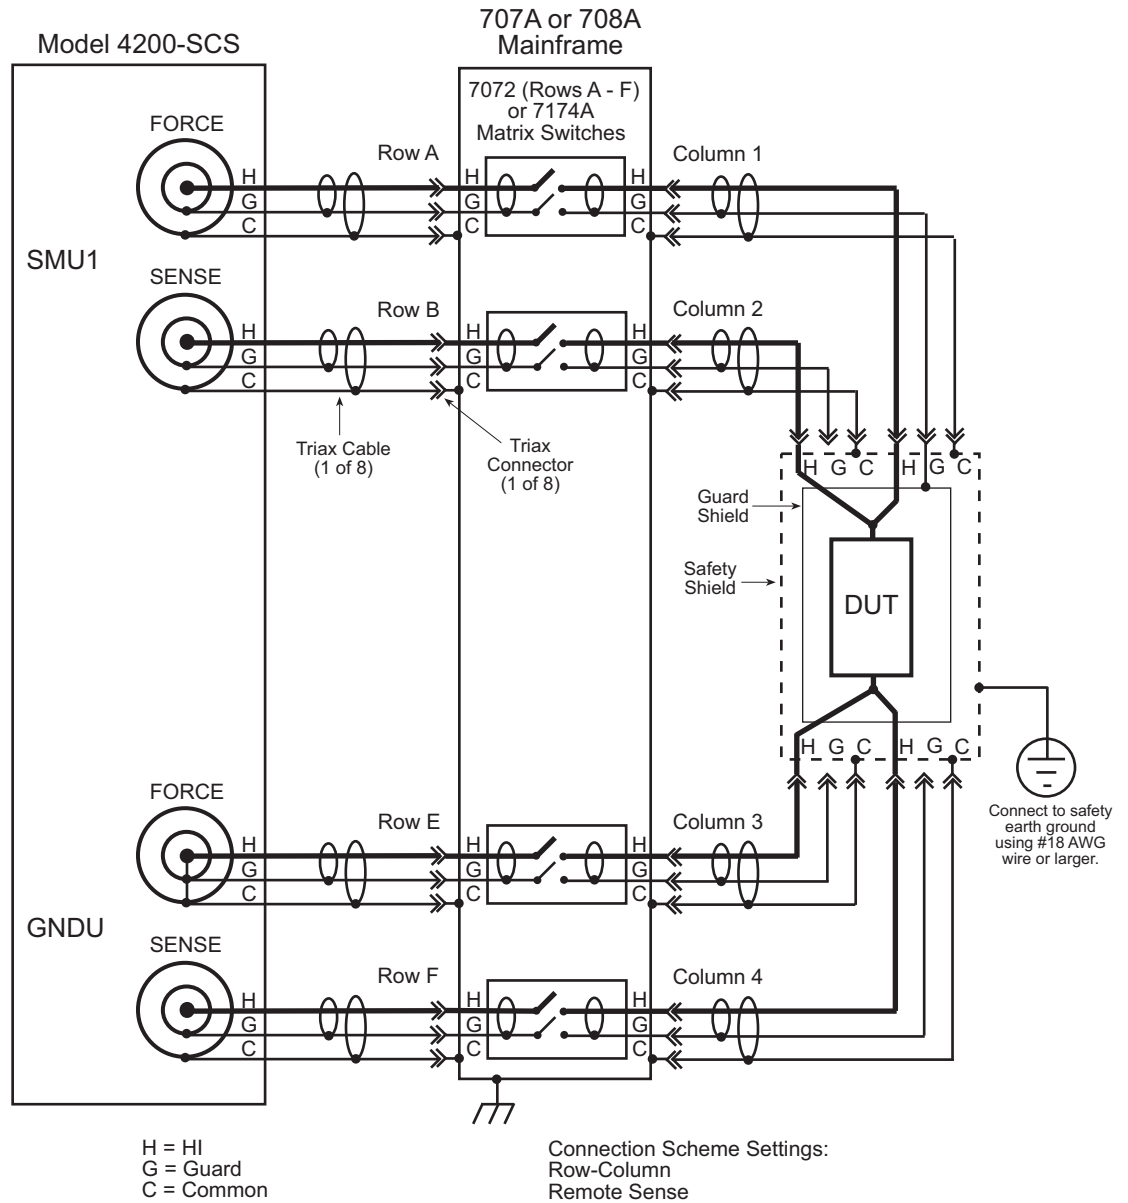 707A or 708A
Mainframe
Model 4200-SCS
7072 (Rows A - F)
or 7174A
Matrix Switches
FORCE
Row A
Column 1
H
H
H
G
G
G
C
C
C
SMU1
SENSE
Row B
Column 2
H
H
H
G
G
G
C
C
C
Triax Cable
(1 of 8)
Triax
Connector
(1 of 8)
H G C H G C
Guard
Shield
Safety
Shield
DUT
H G C H G C
Connect to safety
earth ground
using #18 AWG
wire or larger.
FORCE
Row E
Column 3
H
H
H
G
G
G
C
C
C
GNDU
SENSE
Row F
Column 4
H
H
H
G
G
G
C
C
C
H = HI
G = Guard
C = Common
Connection Scheme Settings:
Row-Column
Remote Sense